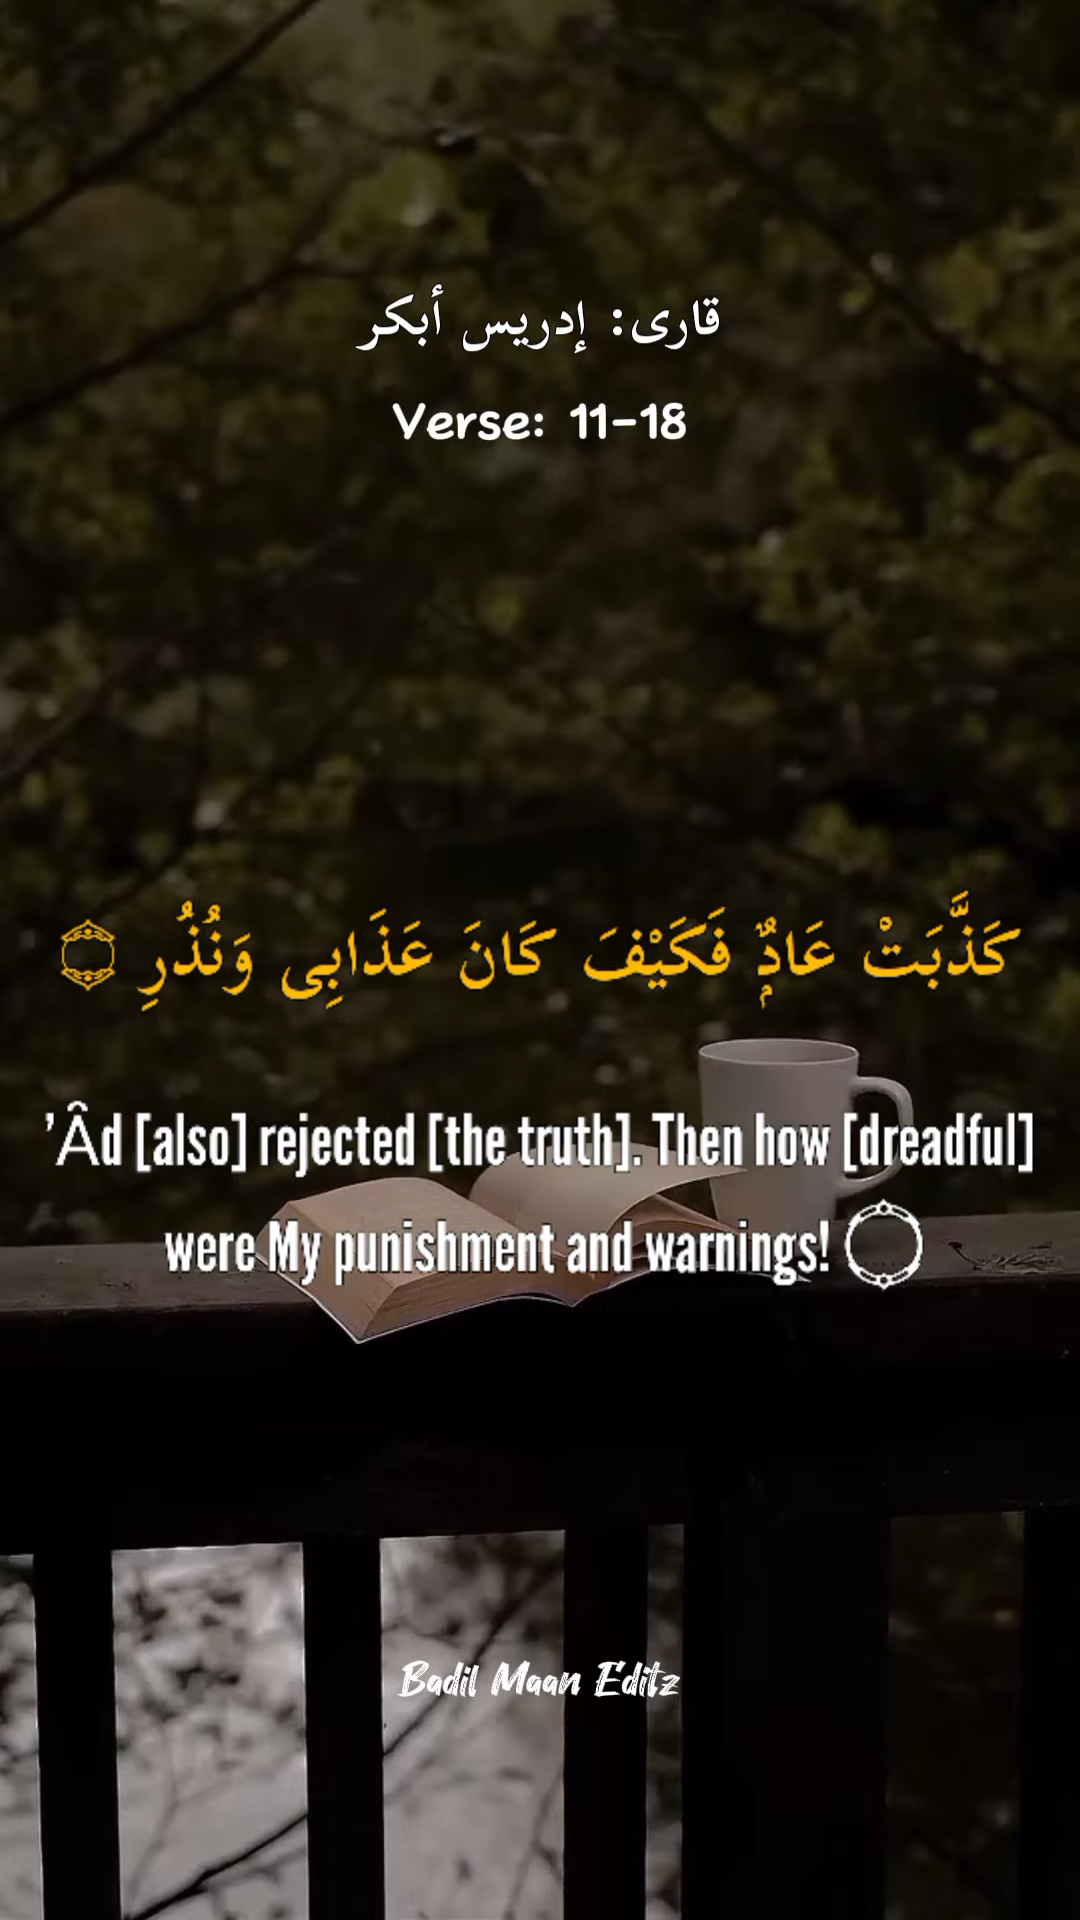 قارى: إدريس أبكر
Verse: 11-18
كَذَّبَتْ عَادٌۭ فَكَيْفَ كَانَ عَذَابِى وَنُذُرِ ۝
’Âd [also] rejected [the truth]. Then how [dreadful]
were My punishment and warnings! ۝
Badil Maan Editz